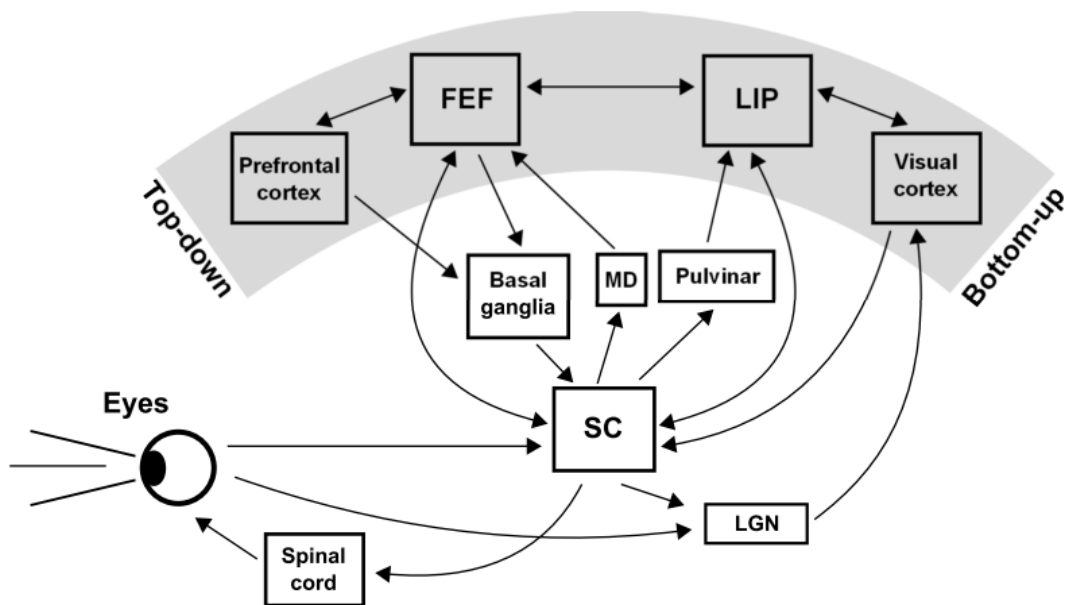 FEF
LIP
Prefrontal
cortex
Visual
cortex
Top-down
Bottom-up
Basal
ganglia
MD
Pulvinar
Eyes
SC
LGN
Spinal
cord